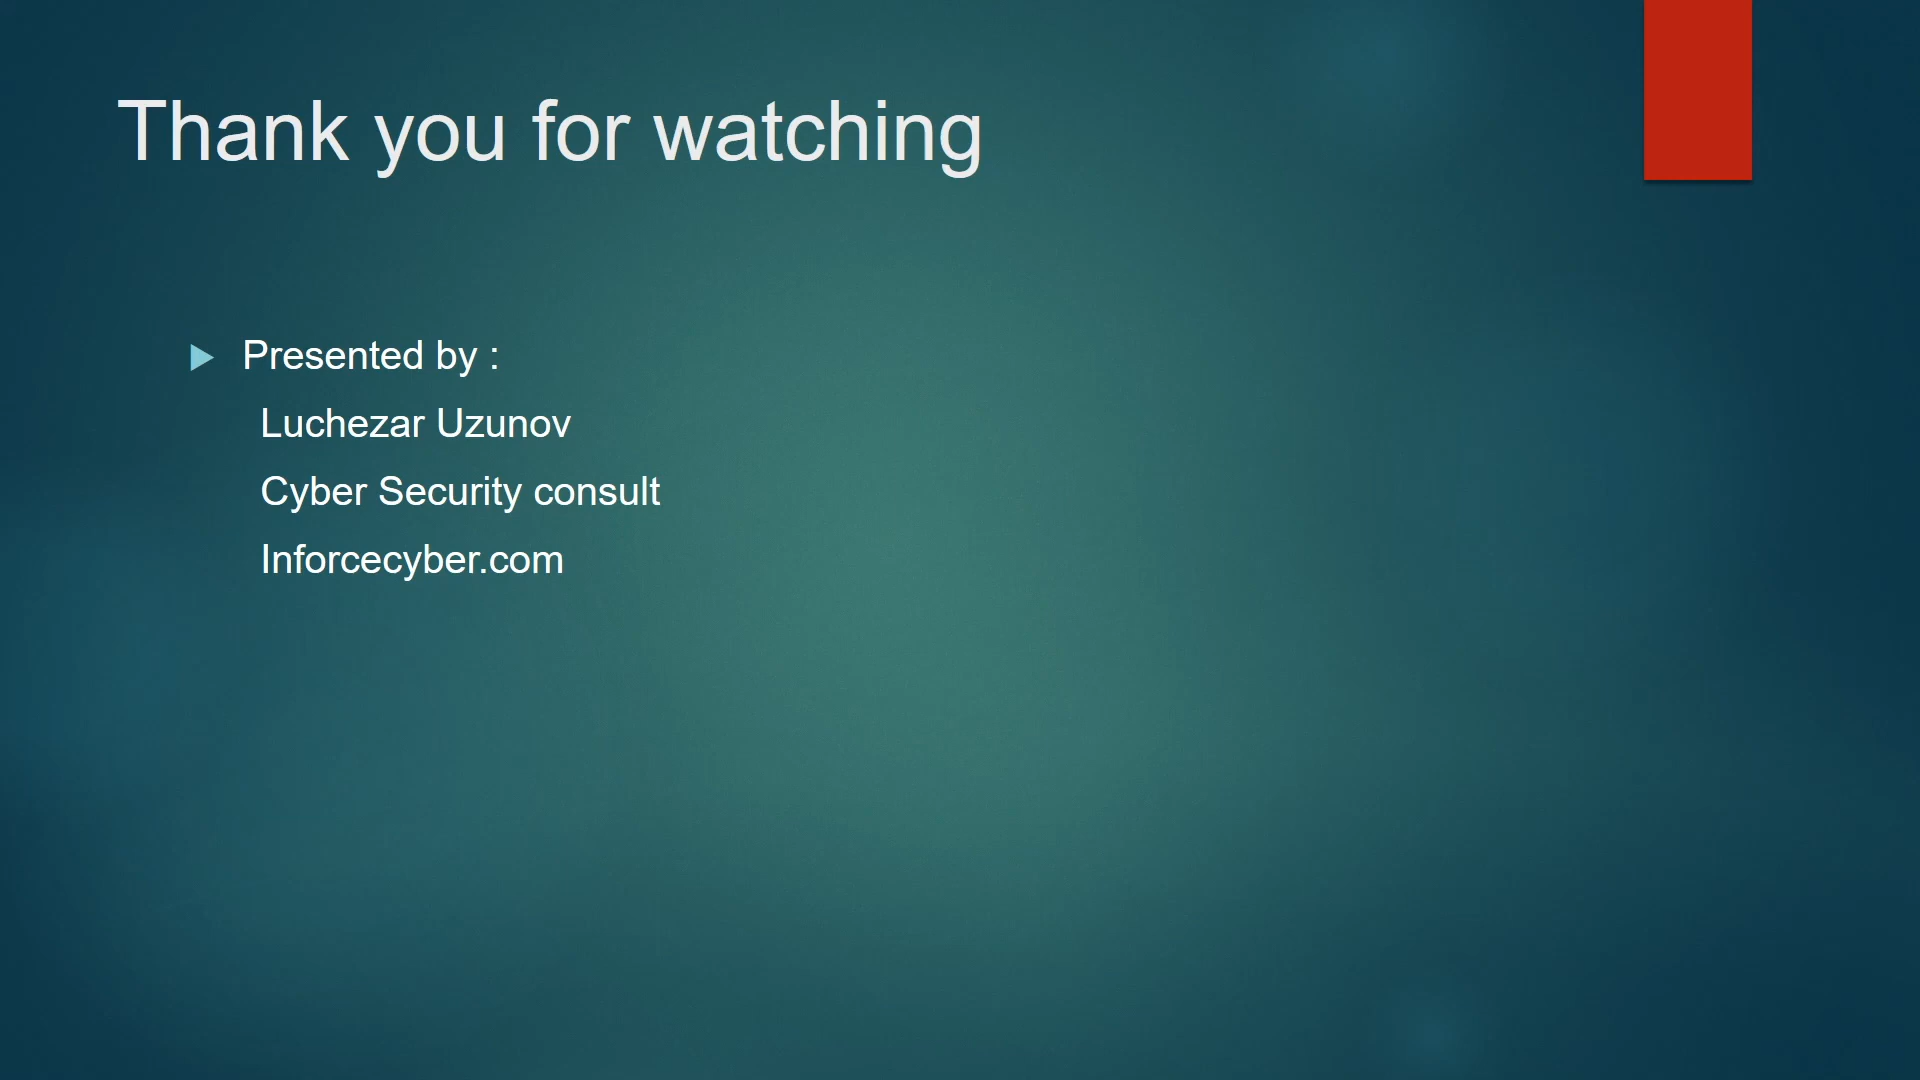 Thank you for watching
Presented by :
Luchezar Uzunov
Cyber Security consult
Inforcecyber.com